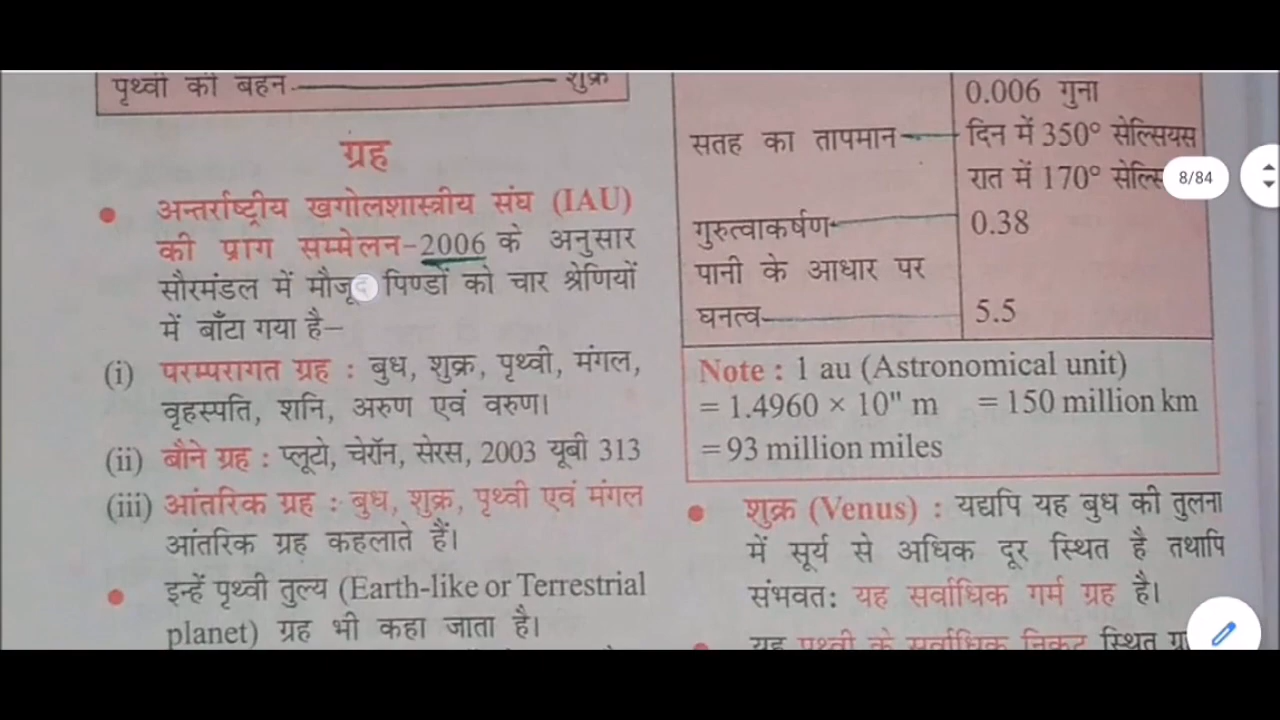 पृथ्वी की बहन शुक्र
ग्रह
• अन्तर्राष्ट्रीय खगोलशास्त्रीय संघ (IAU)
की प्राग सम्मेलन-2006 के अनुसार
सौरमंडल में मौजूद पिण्डों को चार श्रेणियों
में बाँटा गया है–
(i) परम्परागत ग्रह : बुध, शुक्र, पृथ्वी, मंगल,
वृहस्पति, शनि, अरुण एवं वरुण।
(ii) बौने ग्रह : प्लूटो, चेरॉन, सेरस, 2003 यूबी 313
(iii) आंतरिक ग्रह : बुध, शुक्र, पृथ्वी एवं मंगल
आंतरिक ग्रह कहलाते हैं।
• इन्हें पृथ्वी तुल्य (Earth-like or Terrestrial
planet) ग्रह भी कहा जाता है।
0.006 गुना
सतह का तापमान दिन में 350° सेल्सियस
रात में 170° सेल्सि
8/84
गुरुत्वाकर्षण 0.38
पानी के आधार पर
घनत्व 5.5
Note : 1 au (Astronomical unit)
= 1.4960 × 10" m = 150 million km
= 93 million miles
• शुक्र (Venus) : यद्यपि यह बुध की तुलना
में सूर्य से अधिक दूर स्थित है तथापि
संभवत: यह सर्वाधिक गर्म ग्रह है।
• यह पृथ्वी के सर्वाधिक निकट स्थित